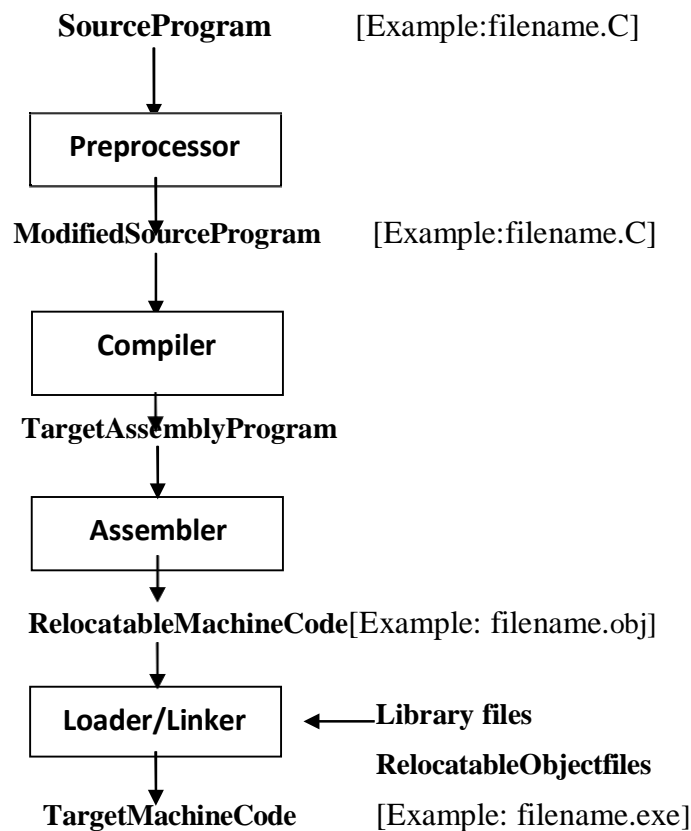 SourceProgram [Example:filename.C]
Preprocessor
ModifiedSourceProgram [Example:filename.C]
Compiler
TargetAssemblyProgram
Assembler
RelocatableMachineCode[Example: filename.obj]
Loader/Linker Library files
RelocatableObjectfiles
TargetMachineCode [Example: filename.exe]